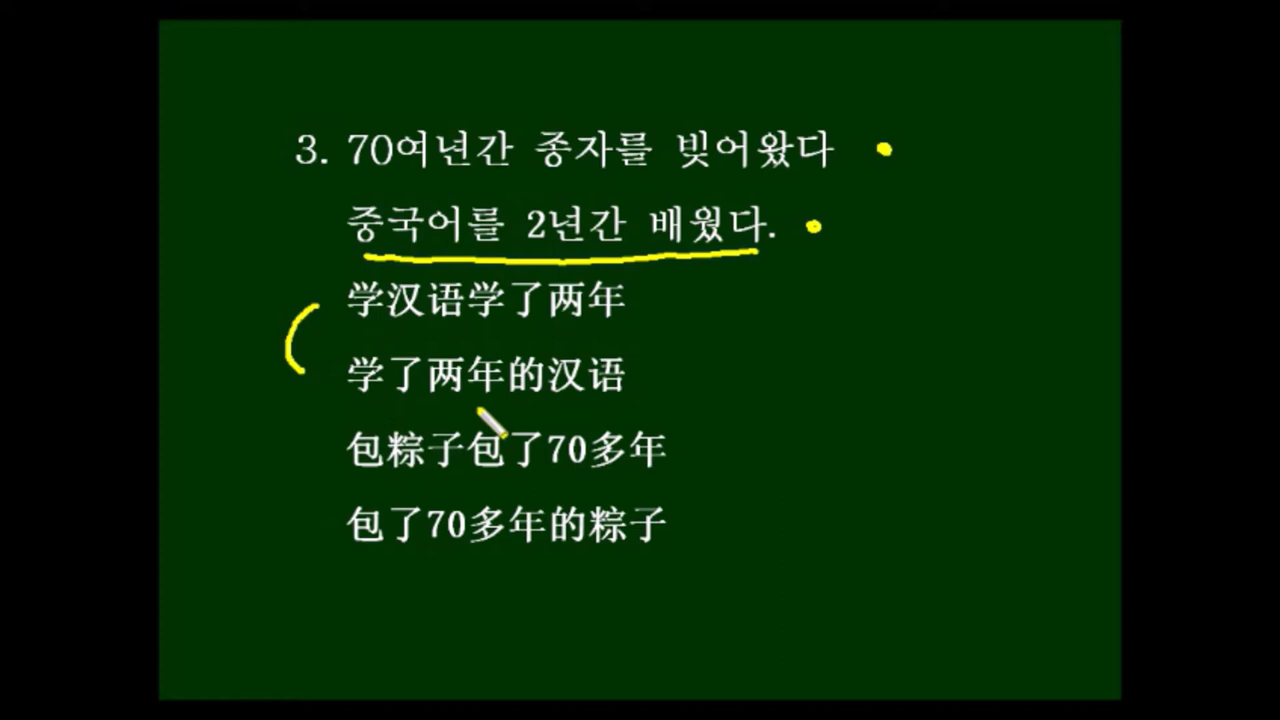 3. 70여년간 종자를 빚어왔다
중국어를 2년간 배웠다.
学汉语学了两年
学了两年的汉语
包粽子包了70多年
包了70多年的粽子